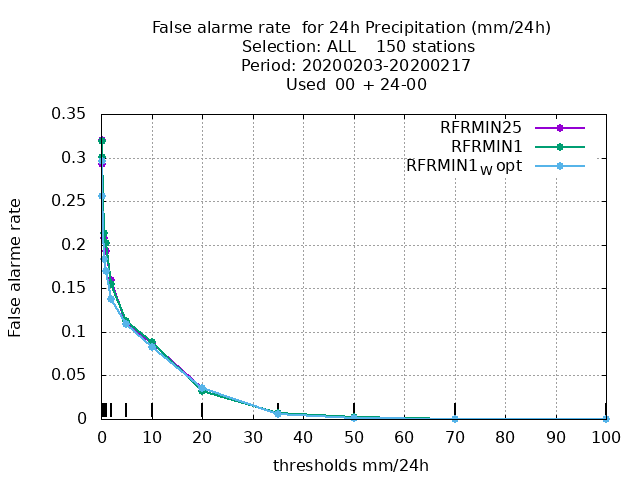 False alarme rate  for 24h Precipitation (mm/24h)
Selection: ALL    150 stations
Period: 20200203-20200217
Used  00 + 24-00
RFRMIN25
RFRMIN1
RFRMIN1W opt
False alarme rate
0.35
0.3
0.25
0.2
0.15
0.1
0.05
0
0 10 20 30 40 50 60 70 80 90 100
thresholds mm/24h